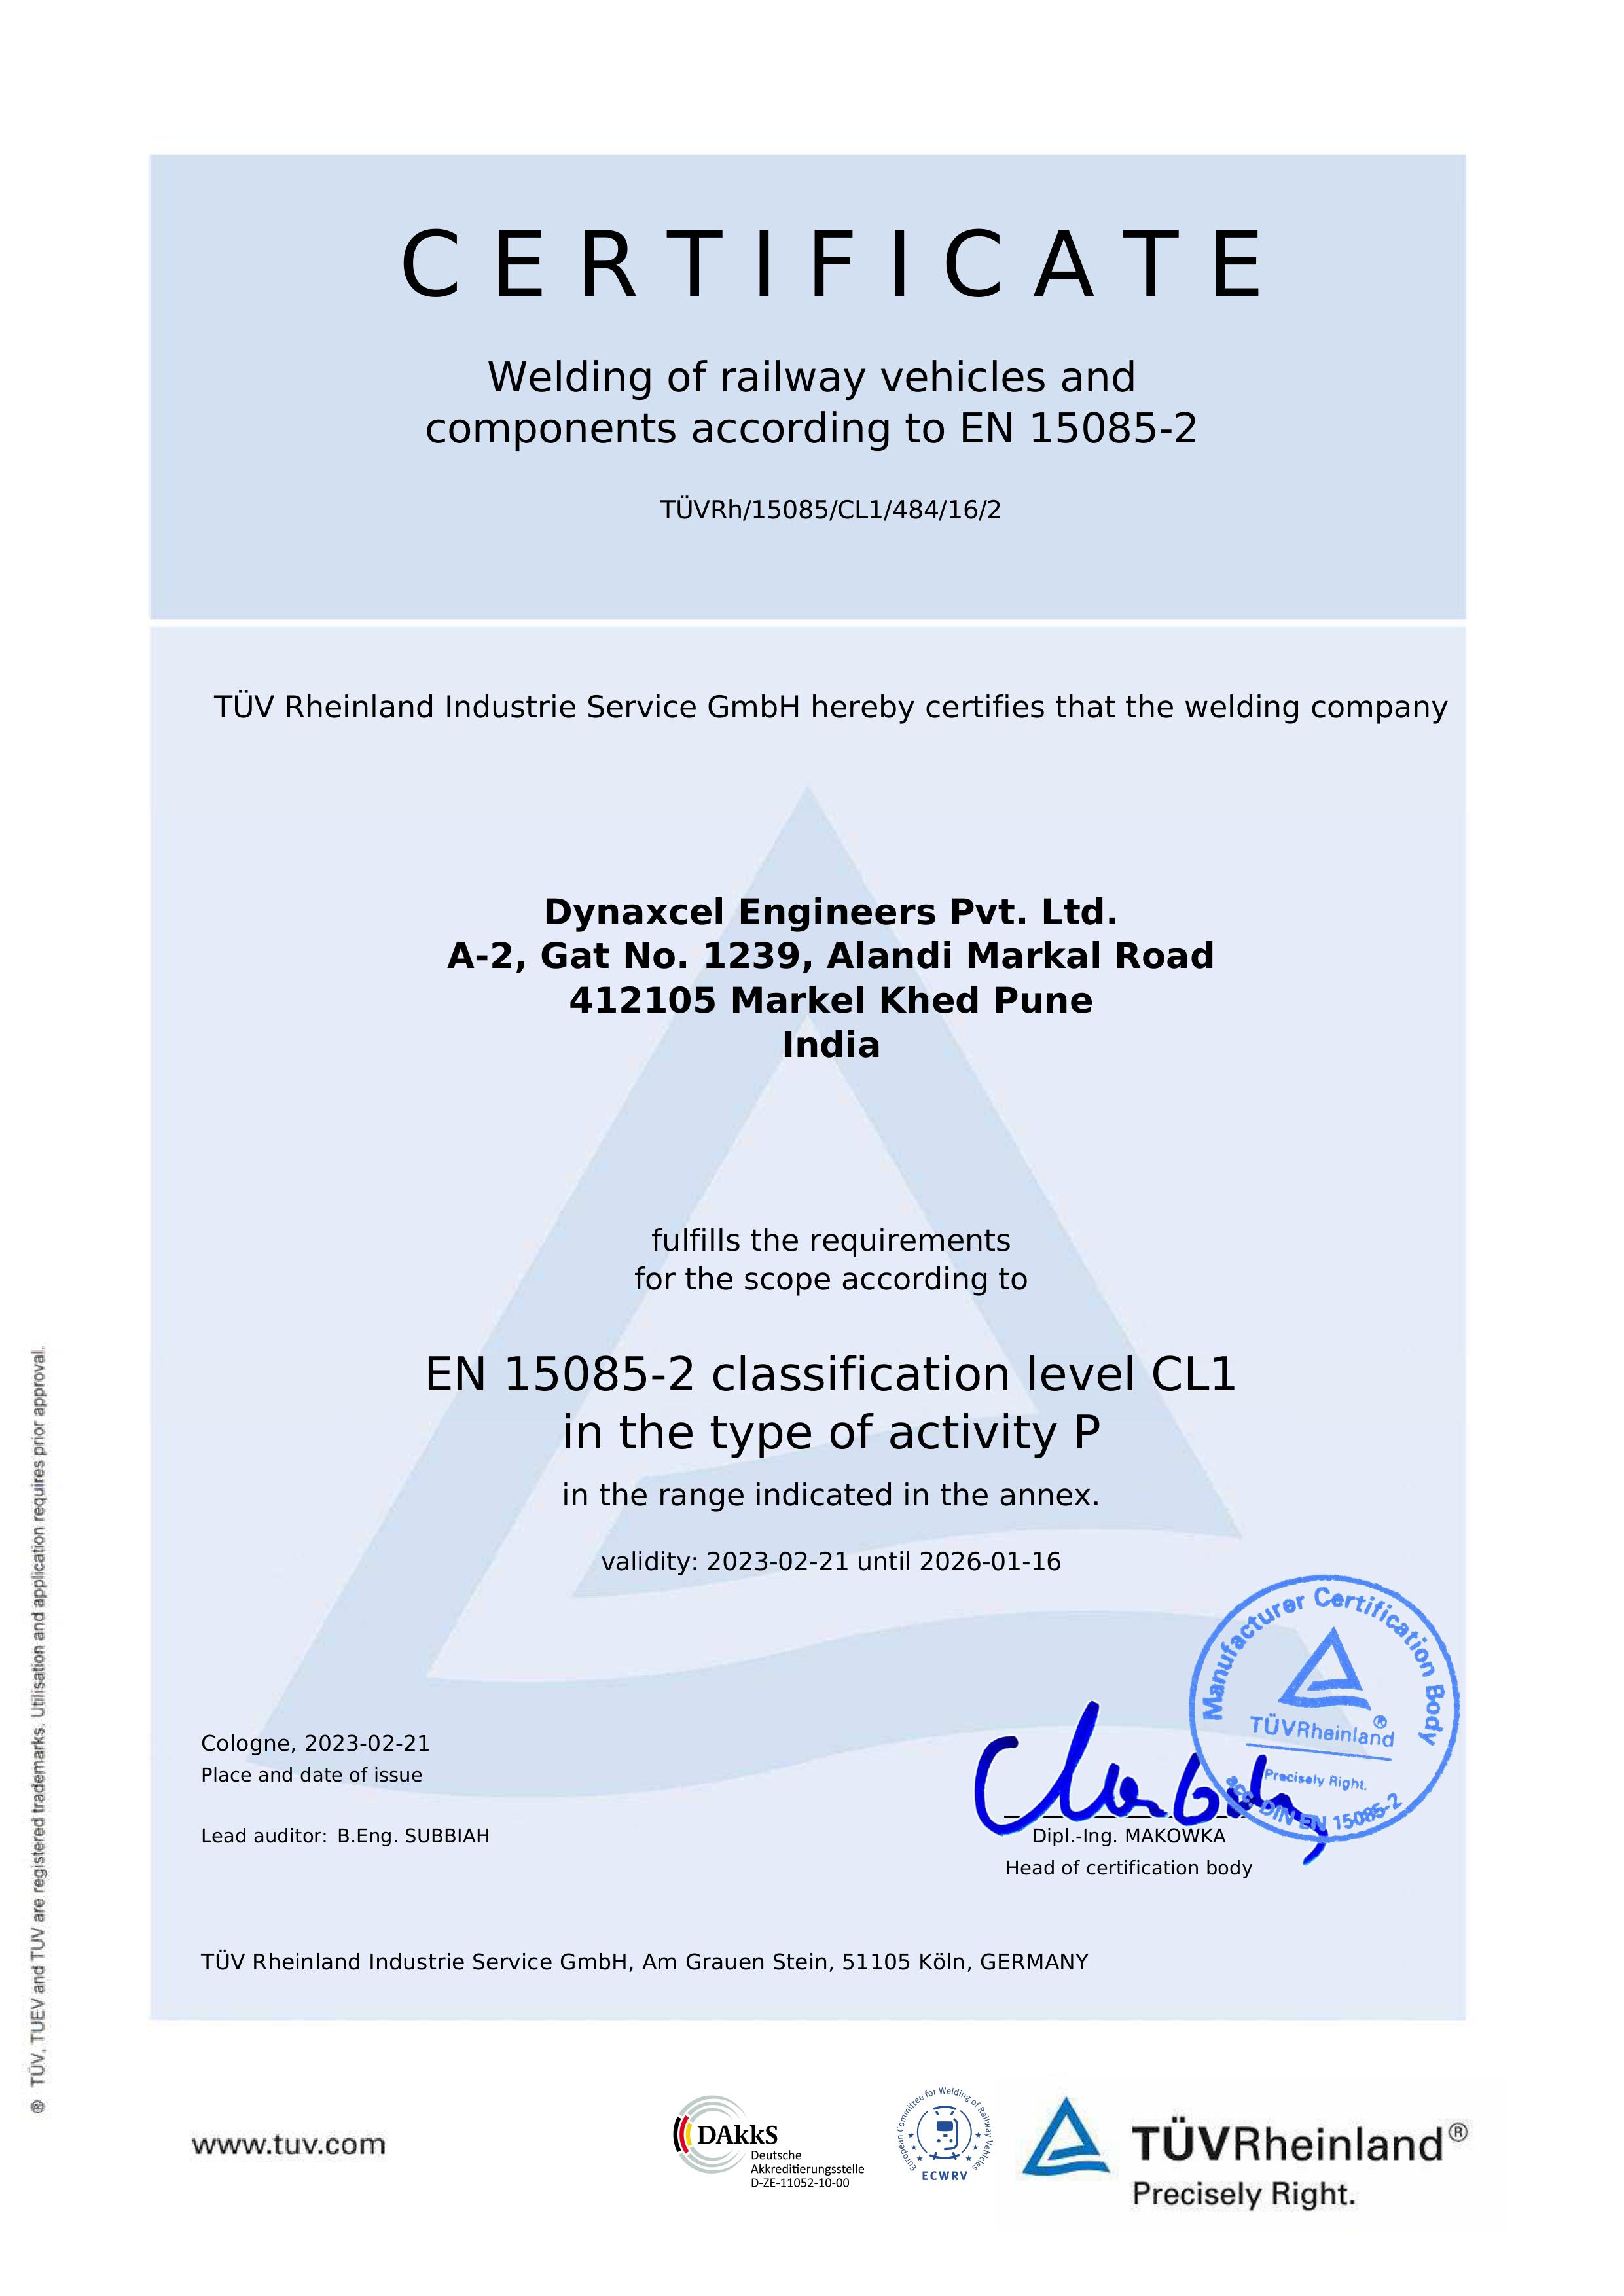 CERTIFICATE
Welding of railway vehicles and
components according to EN 15085-2
TÜVRh/15085/CL1/484/16/2
TÜV Rheinland Industrie Service GmbH hereby certifies that the welding company
Dynaxcel Engineers Pvt. Ltd.
A-2, Gat No. 1239, Alandi Markal Road
412105 Markel Khed Pune
India
fulfills the requirements
for the scope according to
EN 15085-2 classification level CL1
in the type of activity P
in the range indicated in the annex.
validity: 2023-02-21 until 2026-01-16
Manufacturer Certification Body
TÜVRheinland®
Precisely Right.
acc. DIN EN 15085-2
Cologne, 2023-02-21
Place and date of issue
Lead auditor: B.Eng. SUBBIAH
Dipl.-Ing. MAKOWKA
Head of certification body
TÜV Rheinland Industrie Service GmbH, Am Grauen Stein, 51105 Köln, GERMANY
® TÜV, TUEV and TUV are registered trademarks. Utilisation and application requires prior approval.
www.tuv.com
DAkkS
Deutsche
Akkreditierungsstelle
D-ZE-11052-10-00
European Committee for Welding of Railway Vehicles
ECWRV
TÜVRheinland®
Precisely Right.